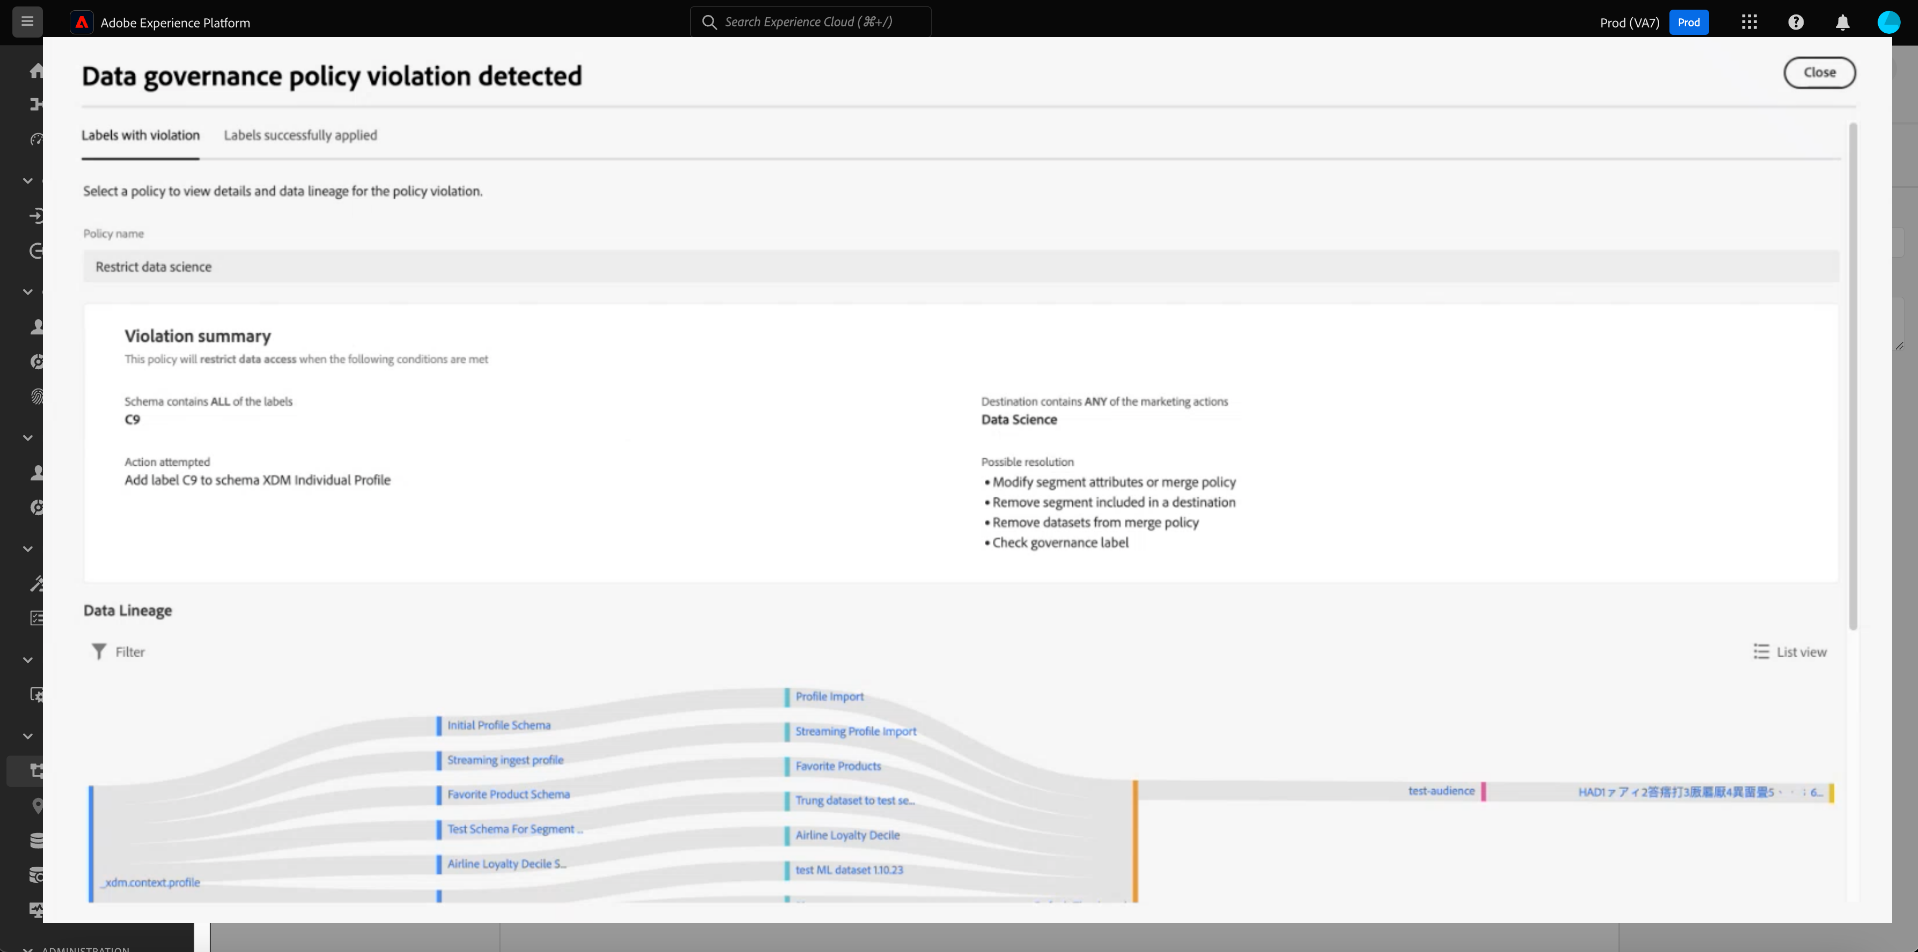 Adobe Experience Platform
Search Experience Cloud (⌘+/)
Prod (VA7)
Prod
Data governance policy violation detected
Close
Labels with violation
Labels successfully applied
Select a policy to view details and data lineage for the policy violation.
Policy name
Restrict data science
Violation summary
This policy will restrict data access when the following conditions are met
Schema contains ALL of the labels
C9
Destination contains ANY of the marketing actions
Data Science
Action attempted
Add label C9 to schema XDM Individual Profile
Possible resolution
• Modify segment attributes or merge policy
• Remove segment included in a destination
• Remove datasets from merge policy
• Check governance label
Data Lineage
Filter
List view
Profile Import
Initial Profile Schema
Streaming Profile Import
Streaming ingest profile
Favorite Products
Favorite Product Schema
Trung dataset to test se...
Test Schema For Segment ...
Airline Loyalty Decile
Airline Loyalty Decile S...
test ML dataset 1.10.23
_xdm.context.profile
test-audience
ADMINISTRATION